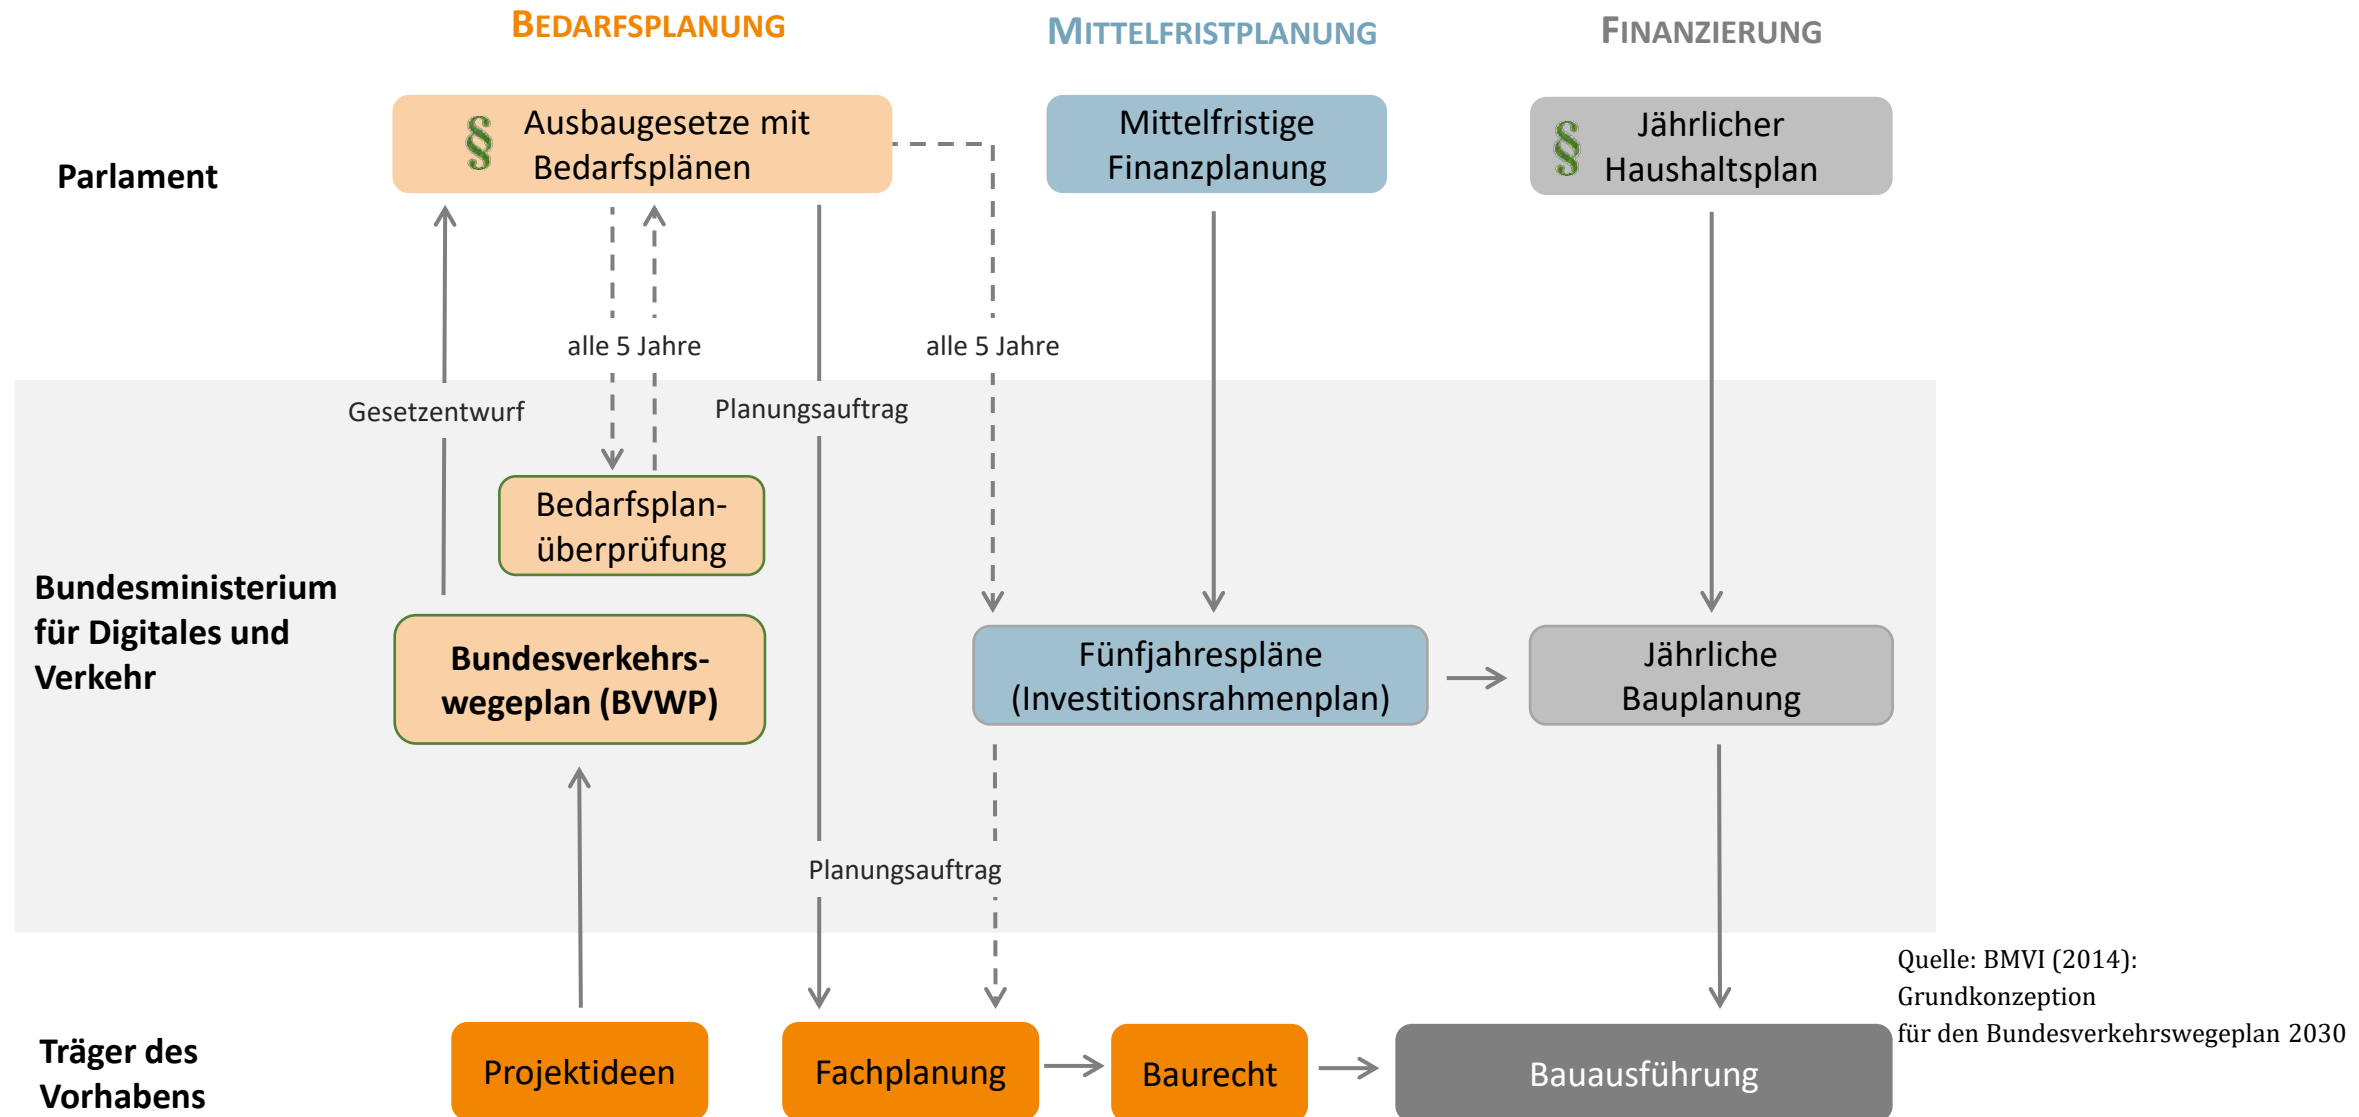 BEDARFSPLANUNG
MITTELFRISTPLANUNG
FINANZIERUNG
Parlament
§ Ausbaugesetze mit
Bedarfsplänen
Mittelfristige
Finanzplanung
§ Jährlicher
Haushaltsplan
alle 5 Jahre
alle 5 Jahre
Gesetzentwurf
Planungsauftrag
Bedarfsplan-
überprüfung
Bundesministerium
für Digitales und
Verkehr
Bundesverkehrs-
wegeplan (BVWP)
Fünfjahrespläne
(Investitionsrahmenplan)
Jährliche
Bauplanung
Planungsauftrag
Quelle: BMVI (2014):
Grundkonzeption
für den Bundesverkehrswegeplan 2030
Träger des
Vorhabens
Projektideen
Fachplanung
Baurecht
Bauausführung